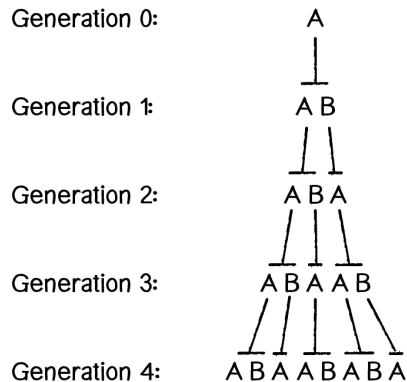 Generation 0: A
Generation 1: A B
Generation 2: A B A
Generation 3: A B A A B
Generation 4: A B A A B A B A